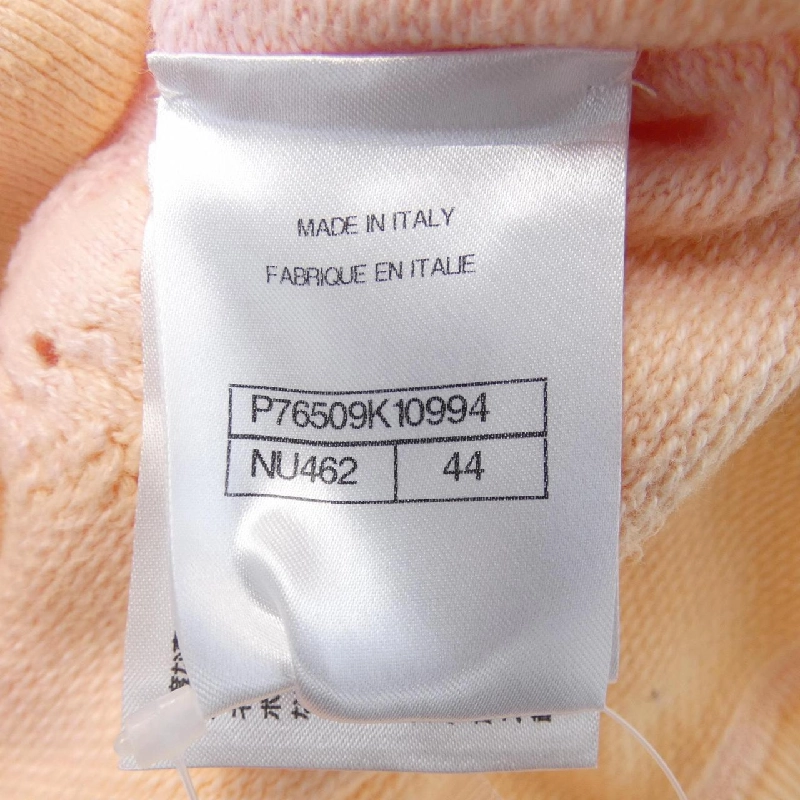 MADE IN ITALY
FABRIQUE EN ITALIE
P76509K10994
NU462 44